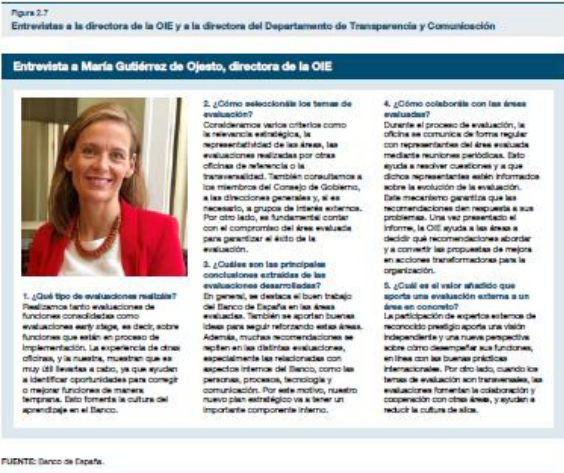 Figura 2.7
Entrevistas a la directora de la OIE y a la directora del Departamento de Transparencia y Comunicación
Entrevista a María Gutiérrez de Ojesto, directora de la OIE
1. ¿Qué tipo de evaluaciones realizáis?
Realizamos tanto evaluaciones de
funciones consolidadas como
evaluaciones early stage, es decir, sobre
funciones que están en proceso de
implementación. La experiencia de otras
oficinas, y la nuestra, muestran que es
muy útil llevarlas a cabo, ya que ayudan
a identificar oportunidades para corregir
o mejorar funciones de manera
temprana. Esto fomenta la cultura del
aprendizaje en el Banco.
2. ¿Cómo seleccionáis los temas de
evaluación?
Consideramos varios criterios como
la relevancia estratégica, la
representatividad de las áreas, las
evaluaciones realizadas por otras
oficinas de referencia o la
transversalidad. También consultamos a
los miembros del Consejo de Gobierno,
a las direcciones generales y, si es
necesario, a grupos de interés externos.
Por otro lado, es fundamental contar
con el compromiso del área evaluada
para garantizar el éxito de la
evaluación.
3. ¿Cuáles son las principales
conclusiones extraídas de las
evaluaciones desarrolladas?
En general, se destaca el buen trabajo
del Banco de España en las áreas
evaluadas. También se aportan buenas
ideas para seguir reforzando estas áreas.
Además, muchas recomendaciones se
repiten en las distintas evaluaciones,
especialmente las relacionadas con
aspectos internos del Banco, como las
personas, procesos, tecnología y
comunicación. Por este motivo, nuestro
nuevo plan estratégico va a tener un
importante componente interno.
4. ¿Cómo colaboráis con las áreas
evaluadas?
Durante el proceso de evaluación, la
oficina se comunica de forma regular
con representantes del área evaluada
mediante reuniones periódicas. Esto
ayuda a resolver cuestiones y a que
dichos representantes estén informados
sobre la evolución de la evaluación.
Este mecanismo garantiza que las
recomendaciones den respuesta a sus
problemas. Una vez presentado el
informe, la OIE ayuda a las áreas a
decidir qué recomendaciones abordar
y a convertir las propuestas de mejora
en acciones transformadoras para la
organización.
5. ¿Cuál es el valor añadido que
aporta una evaluación externa a un
área en concreto?
La participación de expertos externos de
reconocido prestigio aporta una visión
independiente y una nueva perspectiva
sobre cómo desempeñar sus funciones,
en línea con las buenas prácticas
internacionales. Por otro lado, cuando los
temas de evaluación son transversales, las
evaluaciones fomentan la colaboración y
cooperación con otras áreas, y ayudan a
reducir la cultura de silos.
FUENTE: Banco de España.